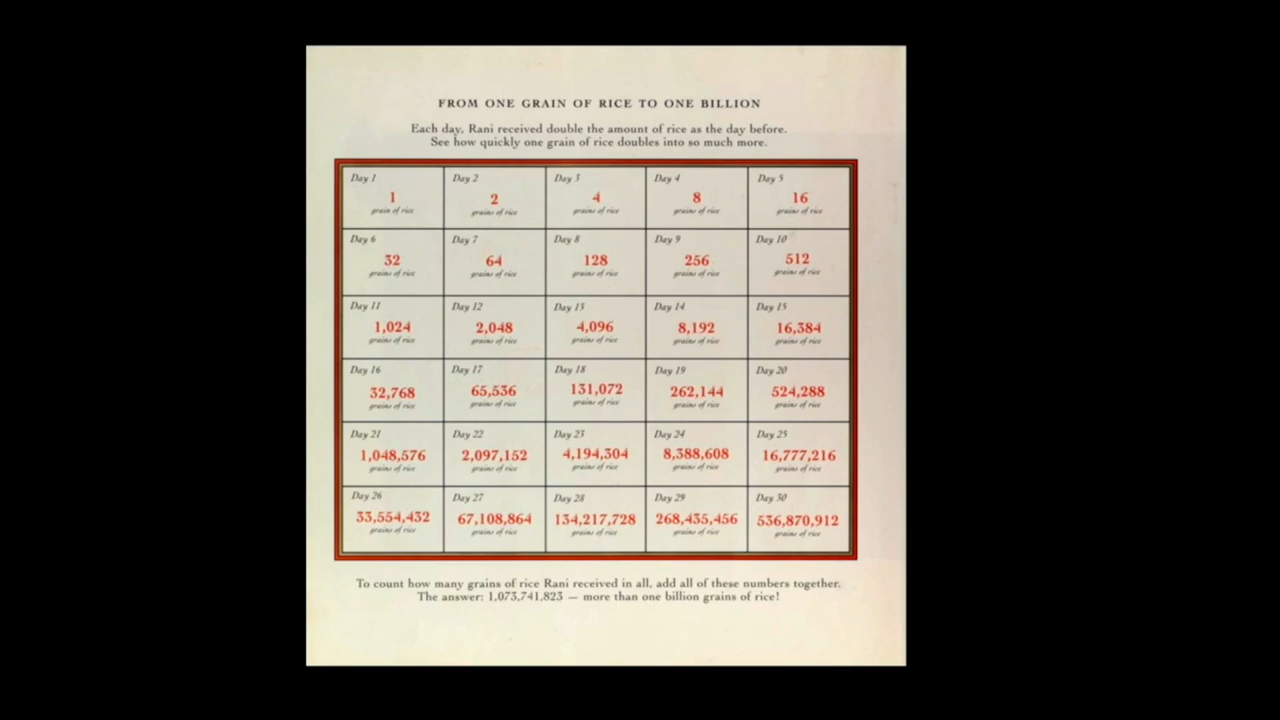 FROM ONE GRAIN OF RICE TO ONE BILLION
Each day, Rani received double the amount of rice as the day before.
See how quickly one grain of rice doubles into so much more.
Day 1 Day 2 Day 3 Day 4 Day 5
1 2 4 8 16
grain of rice grains of rice grains of rice grains of rice grains of rice
Day 6 Day 7 Day 8 Day 9 Day 10
32 64 128 256 512
grains of rice grains of rice grains of rice grains of rice grains of rice
Day 11 Day 12 Day 13 Day 14 Day 15
1,024 2,048 4,096 8,192 16,384
grains of rice grains of rice grains of rice grains of rice grains of rice
Day 16 Day 17 Day 18 Day 19 Day 20
32,768 65,536 131,072 262,144 524,288
grains of rice grains of rice grains of rice grains of rice grains of rice
Day 21 Day 22 Day 23 Day 24 Day 25
1,048,576 2,097,152 4,194,304 8,388,608 16,777,216
grains of rice grains of rice grains of rice grains of rice grains of rice
Day 26 Day 27 Day 28 Day 29 Day 30
33,554,432 67,108,864 134,217,728 268,435,456 536,870,912
grains of rice grains of rice grains of rice grains of rice grains of rice
To count how many grains of rice Rani received in all, add all of these numbers together.
The answer: 1,073,741,823 — more than one billion grains of rice!